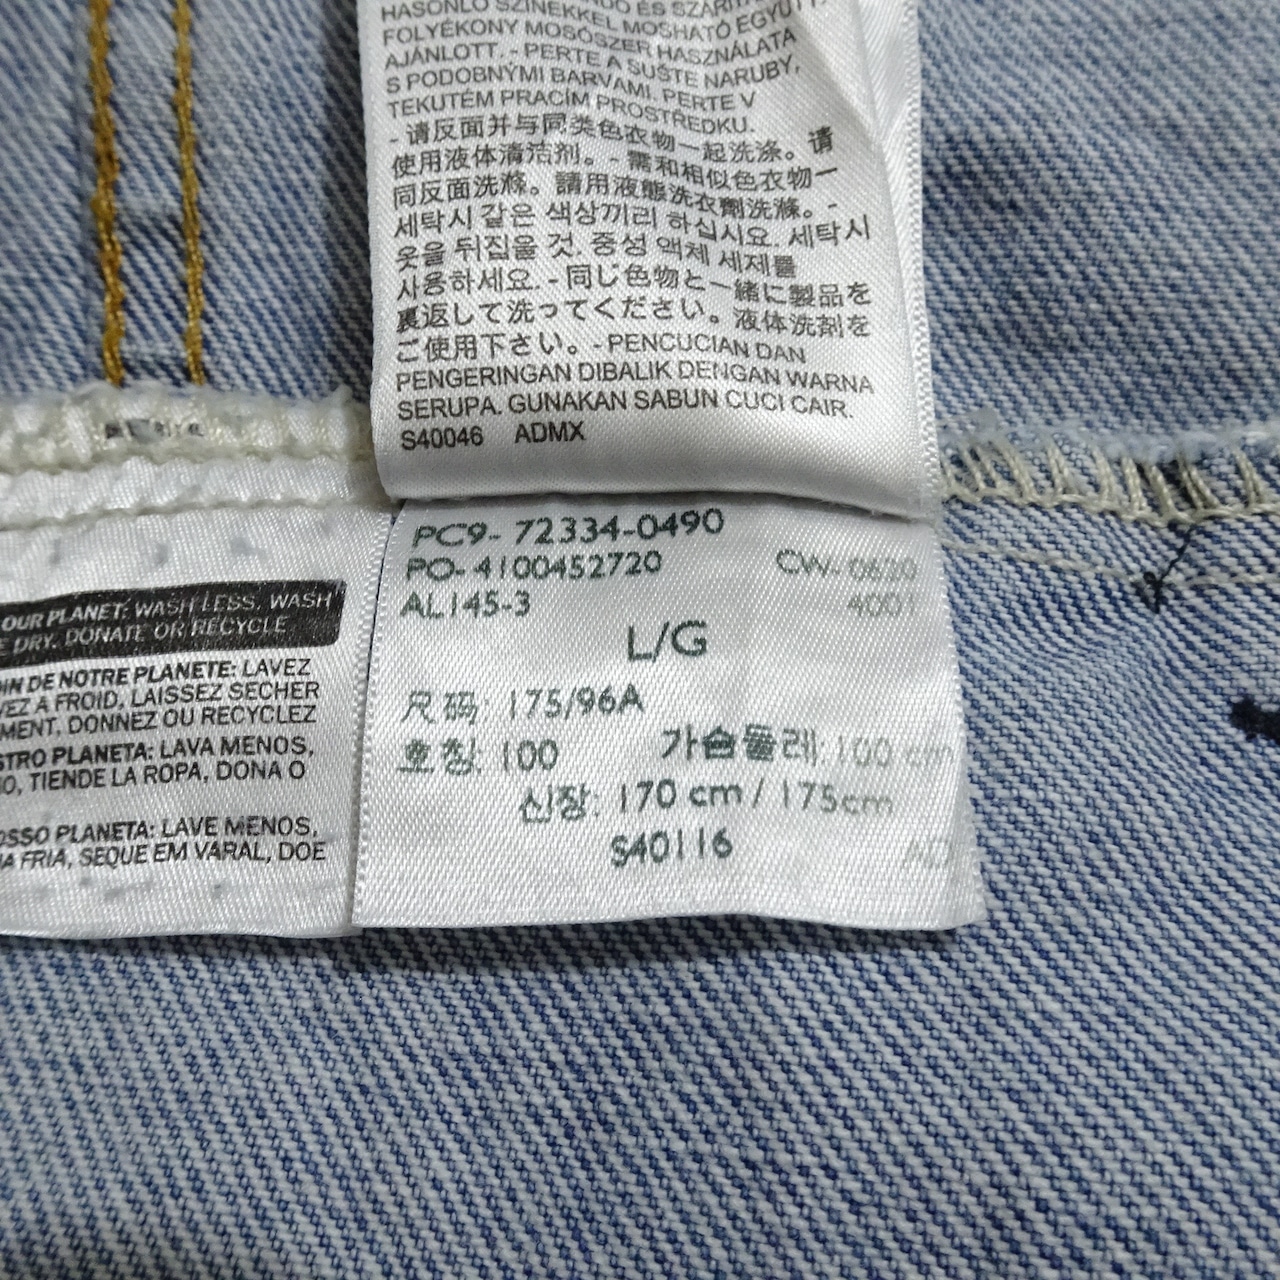 HASONLÓ SZÍNEKKEL MOSHATÓ EGYÜTT.
FOLYÉKONY MOSÓSZER HASZNÁLATA
AJÁNLOTT. - PERTE A SUŠTE NARUBY,
S PODOBNÝMI BARVAMI. PERTE V
TEKUTÉM PRACÍM PROSTŘEDKU.
- 请反面并与同类色衣物一起洗涤。请
使用液体清洁剂。- 需和相似色衣物一
同反面洗滌。請用液態洗衣劑洗滌。-
세탁시 같은 색상끼리 하십시요. 세탁시
옷을 뒤집을 것. 중성 액체 세제를
사용하세요. - 同じ色物と一緒に製品を
裏返して洗ってください。液体洗剤を
ご使用下さい。- PENCUCIAN DAN
PENGERINGAN DIBALIK DENGAN WARNA
SERUPA. GUNAKAN SABUN CUCI CAIR.
S40046 ADMX
PC9- 72334-0490
PO-4100452720 CW- 0620
AL145-3 4001
L/G
尺码: 175/96A
호칭: 100 가슴둘레: 100 cm
신장: 170 cm / 175cm
S40116
OUR PLANET: WASH LESS, WASH
E DRY, DONATE OR RECYCLE
OIN DE NOTRE PLANETE: LAVEZ
VEZ A FROID, LAISSEZ SECHER
MENT, DONNEZ OU RECYCLEZ
STRO PLANETA: LAVA MENOS,
O, TIENDE LA ROPA, DONA O
OSSO PLANETA: LAVE MENOS,
A FRIA, SEQUE EM VARAL, DOE